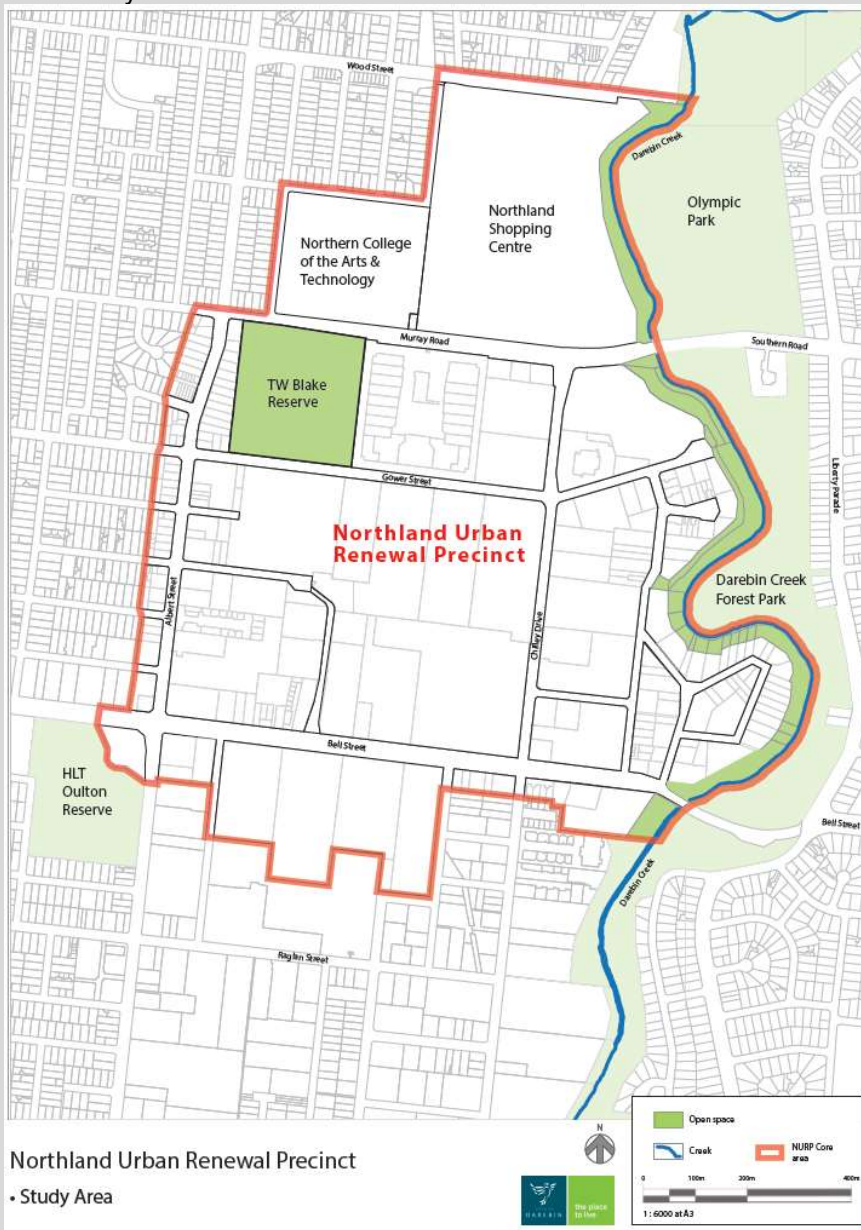 Wood Street
Darebin Creek
Olympic
Park
Northland
Shopping
Centre
Northern College
of the Arts &
Technology
Murray Road
Southern Road
TW Blake
Reserve
Gower Street
Liberty Parade
Northland Urban
Renewal Precinct
Darebin Creek
Forest Park
Albert Street
Chifley Drive
Bell Street
HLT
Oulton
Reserve
Bell Street
Darebin Creek
Raglan Street
Northland Urban Renewal Precinct
• Study Area
N
DAREBIN
the place
to live
Open space
Creek
NURP Core
area
0 100m 200m 400m
1 : 6000 at A3